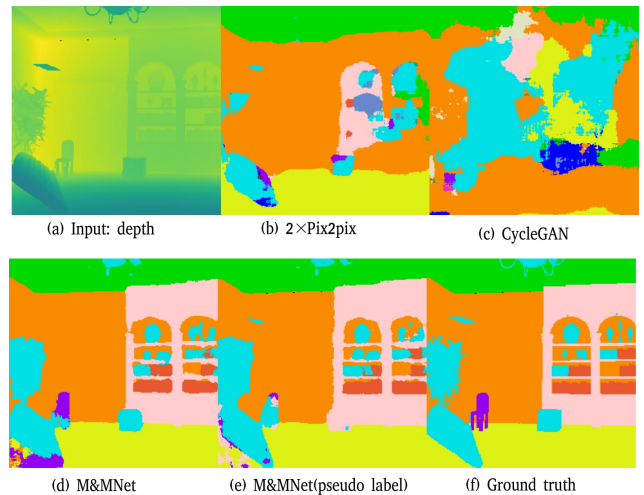 (a) Input: depth
(b) 2×Pix2pix
(c) CycleGAN
(d) M&MNet
(e) M&MNet(pseudo label)
(f) Ground truth